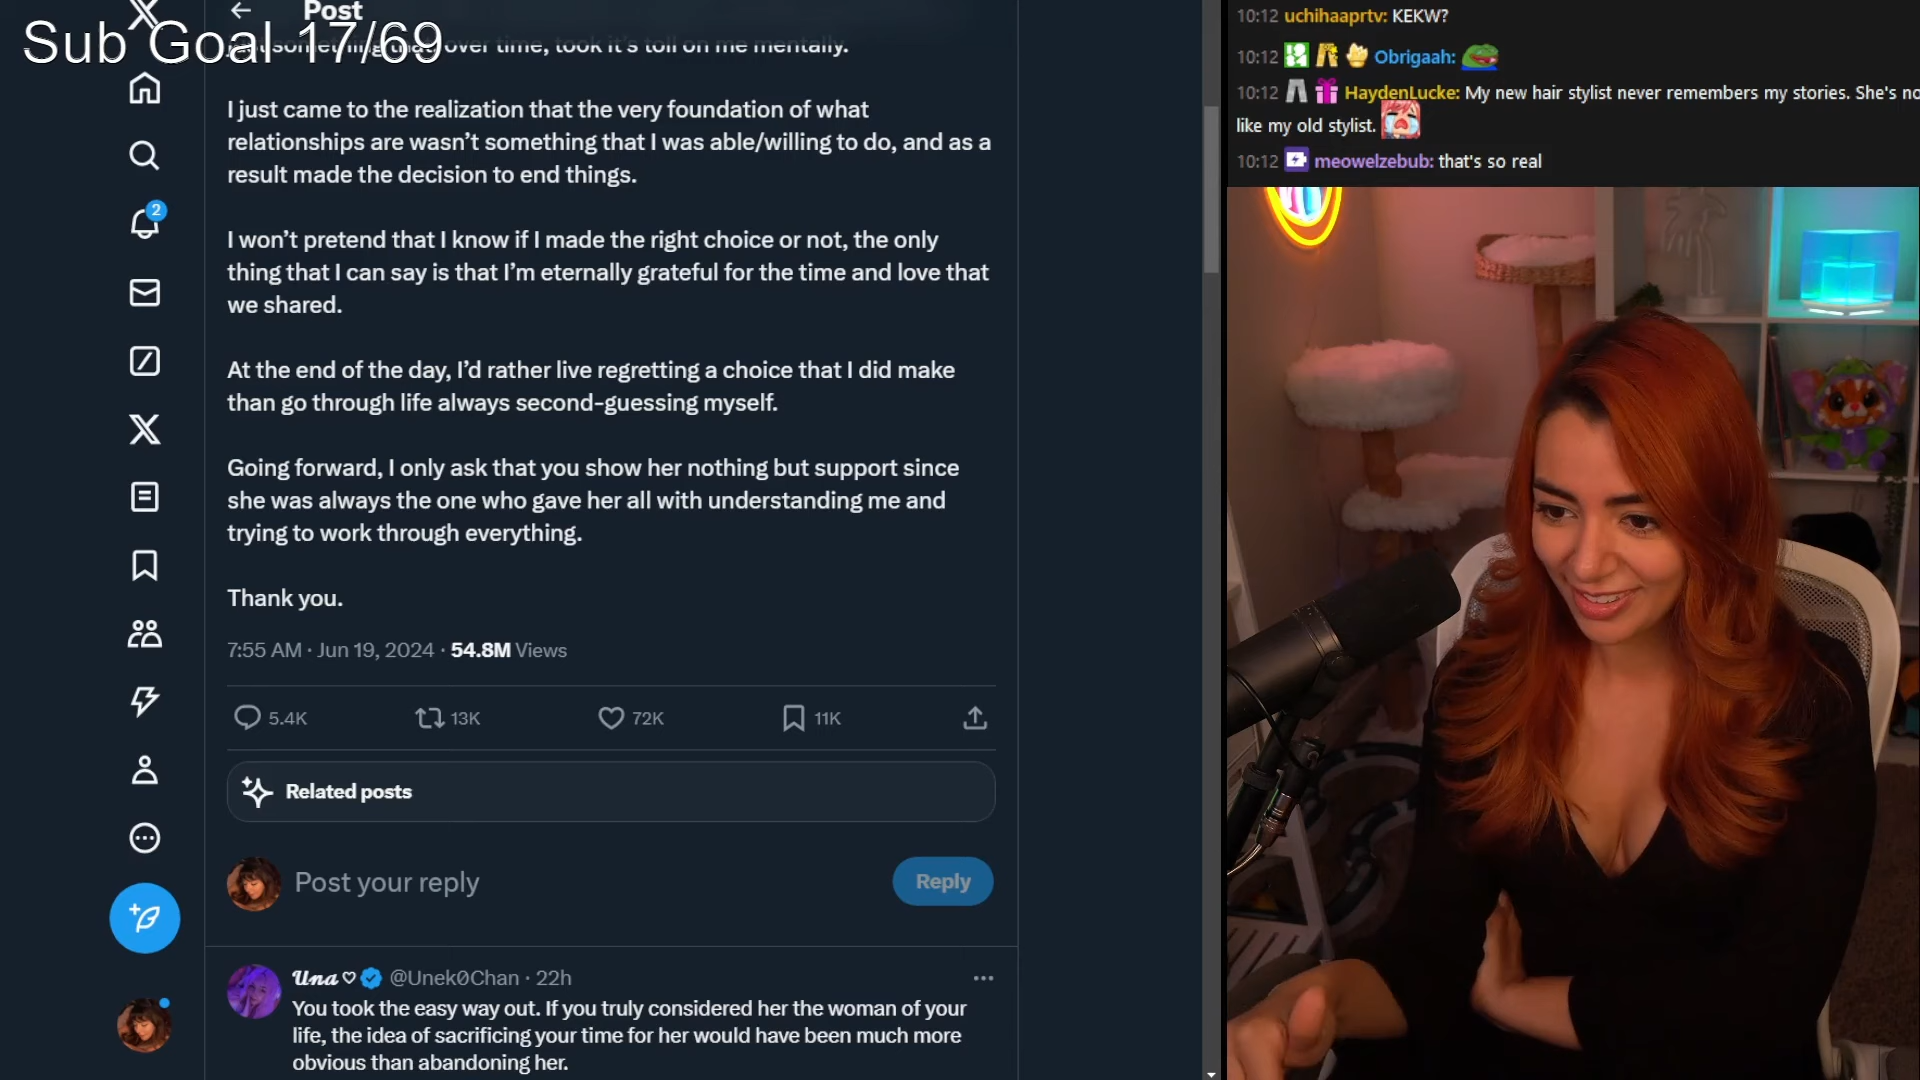 Post
Sub Goal 17/69
over time, took it's toll on me mentally.
I just came to the realization that the very foundation of what
relationships are wasn't something that I was able/willing to do, and as a
result made the decision to end things.
I won't pretend that I know if I made the right choice or not, the only
thing that I can say is that I'm eternally grateful for the time and love that
we shared.
At the end of the day, I'd rather live regretting a choice that I did make
than go through life always second-guessing myself.
Going forward, I only ask that you show her nothing but support since
she was always the one who gave her all with understanding me and
trying to work through everything.
Thank you.
7:55 AM · Jun 19, 2024 · 54.8M Views
5.4K 13K 72K 11K
Related posts
Post your reply
Reply
Una @Unek0Chan · 22h
You took the easy way out. If you truly considered her the woman of your
life, the idea of sacrificing your time for her would have been much more
obvious than abandoning her.
2
10:12 uchihaaprtv: KEKW?
10:12 Obrigaah:
10:12 HaydenLucke: My new hair stylist never remembers my stories. She's no
like my old stylist.
10:12 meowelzebub: that's so real